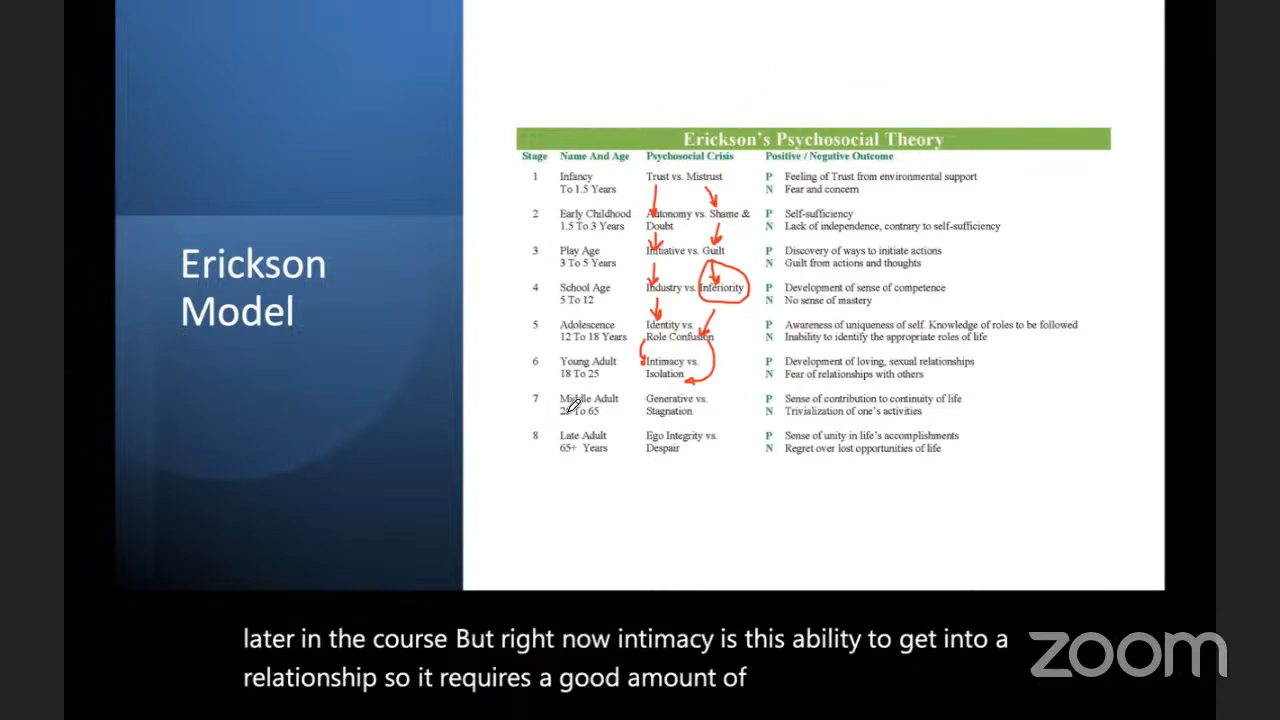 Erickson
Model
Erickson's Psychosocial Theory
Stage Name And Age Psychosocial Crisis Positive / Negative Outcome
1 Infancy Trust vs. Mistrust P Feeling of Trust from environmental support
To 1.5 Years N Fear and concern
2 Early Childhood Autonomy vs. Shame & P Self-sufficiency
1.5 To 3 Years Doubt N Lack of independence, contrary to self-sufficiency
3 Play Age Initiative vs. Guilt P Discovery of ways to initiate actions
3 To 5 Years N Guilt from actions and thoughts
4 School Age Industry vs. Inferiority P Development of sense of competence
5 To 12 N No sense of mastery
5 Adolescence Identity vs. P Awareness of uniqueness of self. Knowledge of roles to be followed
12 To 18 Years Role Confusion N Inability to identify the appropriate roles of life
6 Young Adult Intimacy vs. P Development of loving, sexual relationships
18 To 25 Isolation N Fear of relationships with others
7 Middle Adult Generative vs. P Sense of contribution to continuity of life
25 To 65 Stagnation N Trivialization of one's activities
8 Late Adult Ego Integrity vs. P Sense of unity in life's accomplishments
65+ Years Despair N Regret over lost opportunities of life
later in the course But right now intimacy is this ability to get into a
relationship so it requires a good amount of
zoom